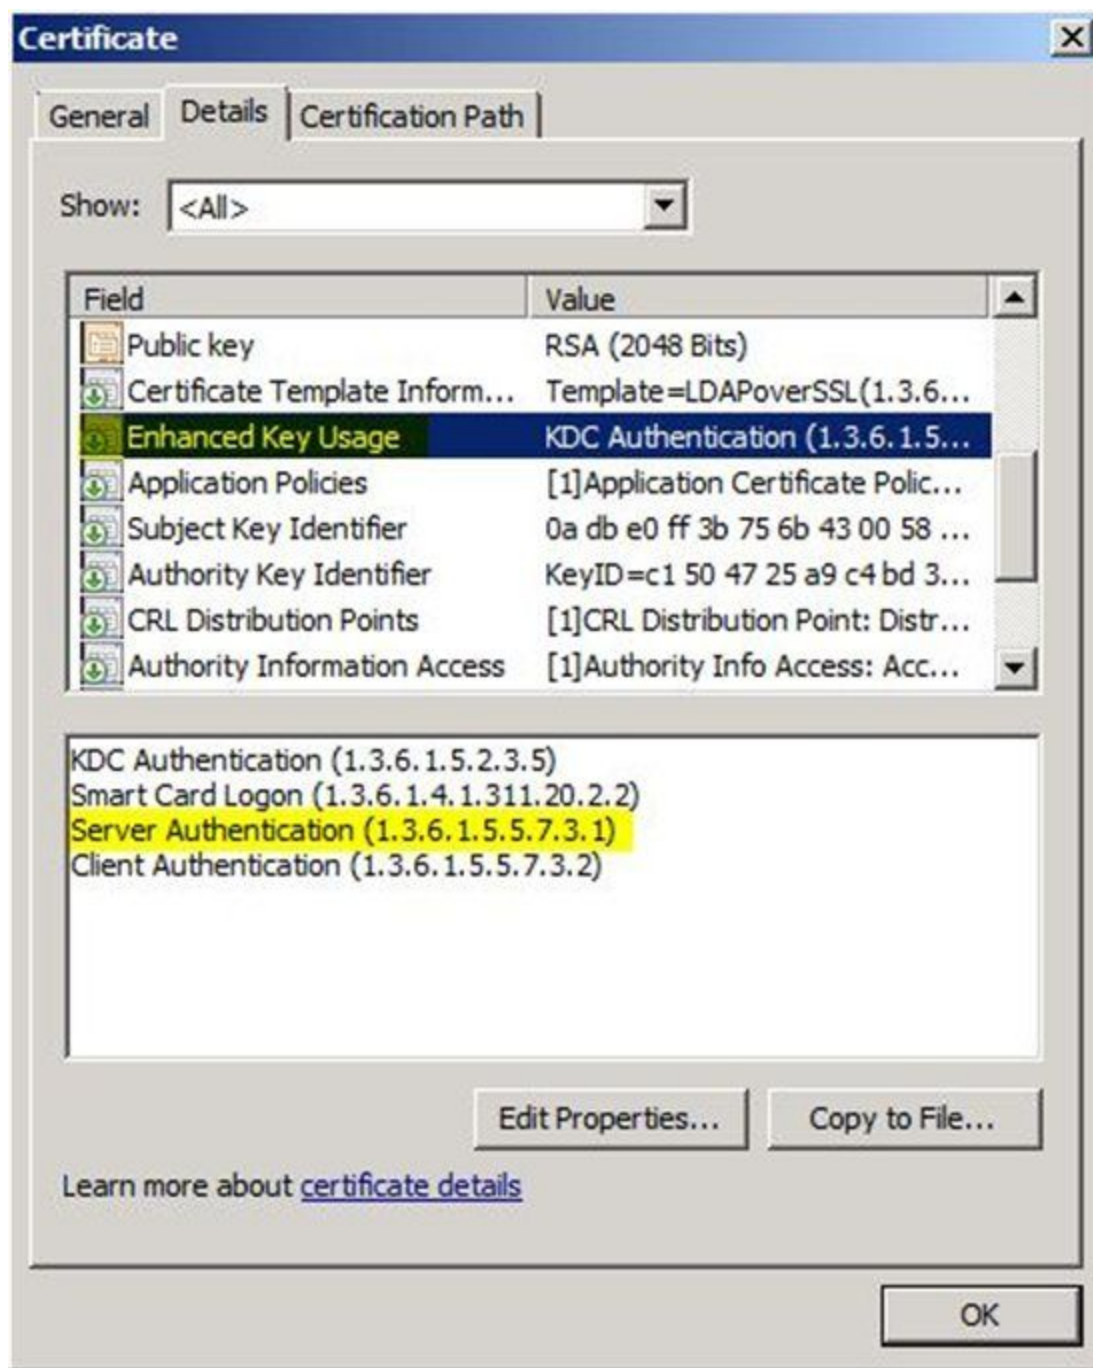 Certificate
General Details Certification Path
Show: <All>
Field Value
Public key RSA (2048 Bits)
Certificate Template Inform... Template=LDAPoverSSL(1.3.6...
Enhanced Key Usage KDC Authentication (1.3.6.1.5...
Application Policies [1]Application Certificate Polic...
Subject Key Identifier 0a db e0 ff 3b 75 6b 43 00 58 ...
Authority Key Identifier KeyID=c1 50 47 25 a9 c4 bd 3...
CRL Distribution Points [1]CRL Distribution Point: Distr...
Authority Information Access [1]Authority Info Access: Acc...
KDC Authentication (1.3.6.1.5.2.3.5)
Smart Card Logon (1.3.6.1.4.1.311.20.2.2)
Server Authentication (1.3.6.1.5.5.7.3.1)
Client Authentication (1.3.6.1.5.5.7.3.2)
Edit Properties... Copy to File...
Learn more about certificate details
OK